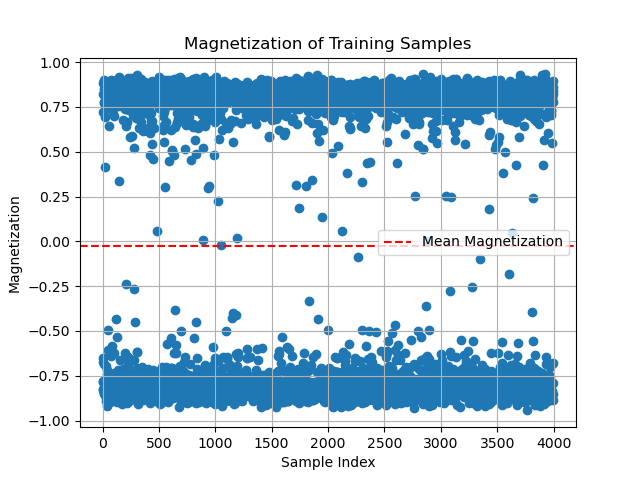 Magnetization of Training Samples
Magnetization
1.00
0.75
0.50
0.25
0.00
−0.25
−0.50
−0.75
−1.00
Mean Magnetization
0 500 1000 1500 2000 2500 3000 3500 4000
Sample Index